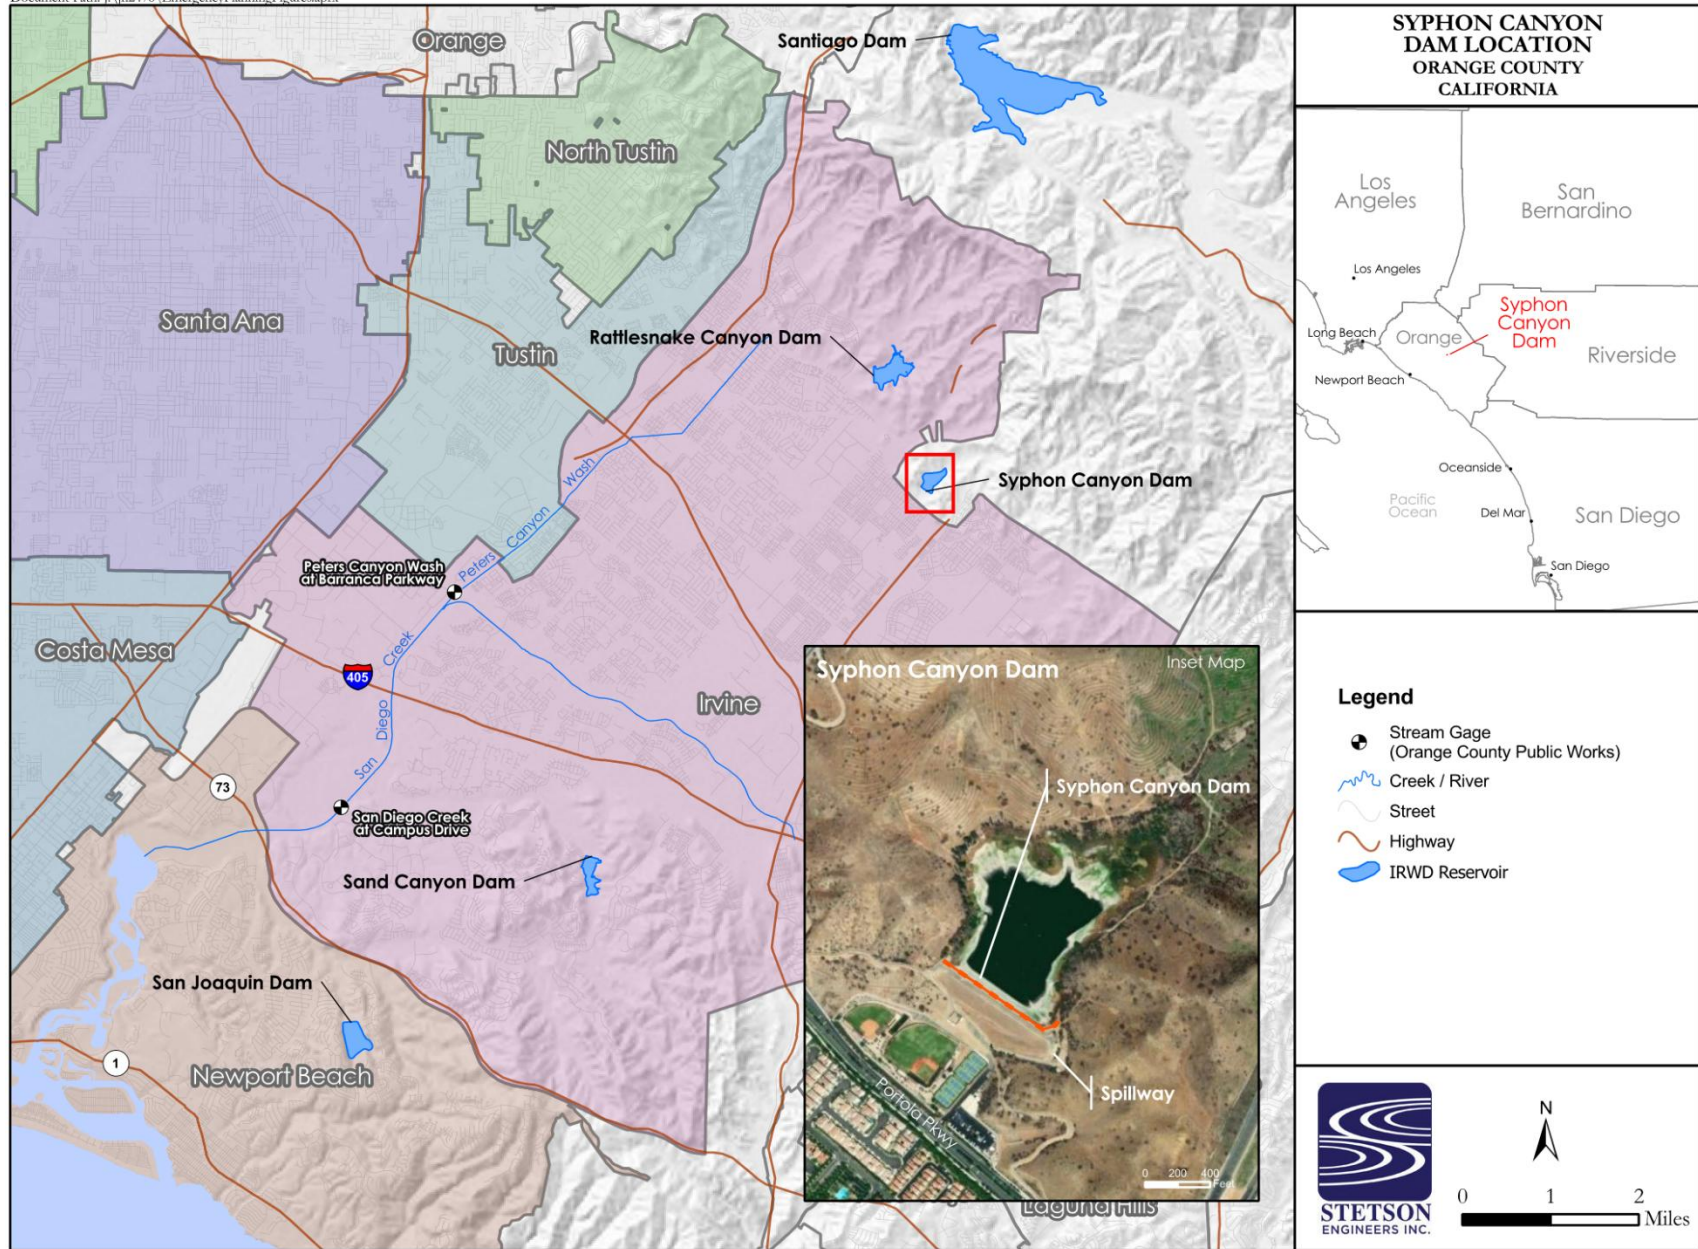 SYPHON CANYON
DAM LOCATION
ORANGE COUNTY
CALIFORNIA
Orange
Santiago Dam
North Tustin
Santa Ana
Tustin
Rattlesnake Canyon Dam
Syphon Canyon Dam
Wash
Canyon
Peters
Peters Canyon Wash
at Barranca Parkway
Costa Mesa
Creek
405
Diego
San
Irvine
73
San Diego Creek
at Campus Drive
Sand Canyon Dam
San Joaquin Dam
1
Newport Beach
Laguna Hills
Syphon Canyon Dam
Inset Map
Syphon Canyon Dam
Spillway
Portola Pkwy
0 200 400
Feet
Los
Angeles
San
Bernardino
Los Angeles
Syphon
Canyon
Dam
Long Beach
Orange
Riverside
Newport Beach
Oceanside
Pacific
Ocean
Del Mar
San Diego
San Diego
Legend
Stream Gage
(Orange County Public Works)
Creek / River
Street
Highway
IRWD Reservoir
STETSON
ENGINEERS INC.
N
0 1 2
Miles